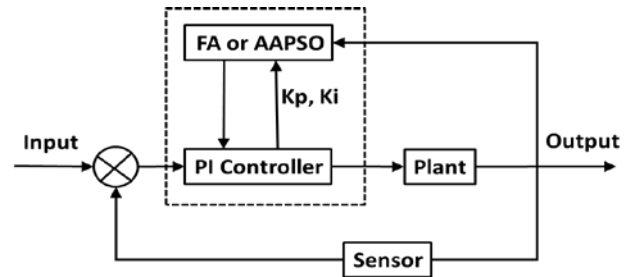 FA or AAPSO
Kp, Ki
Input
PI Controller
Plant
Output
Sensor